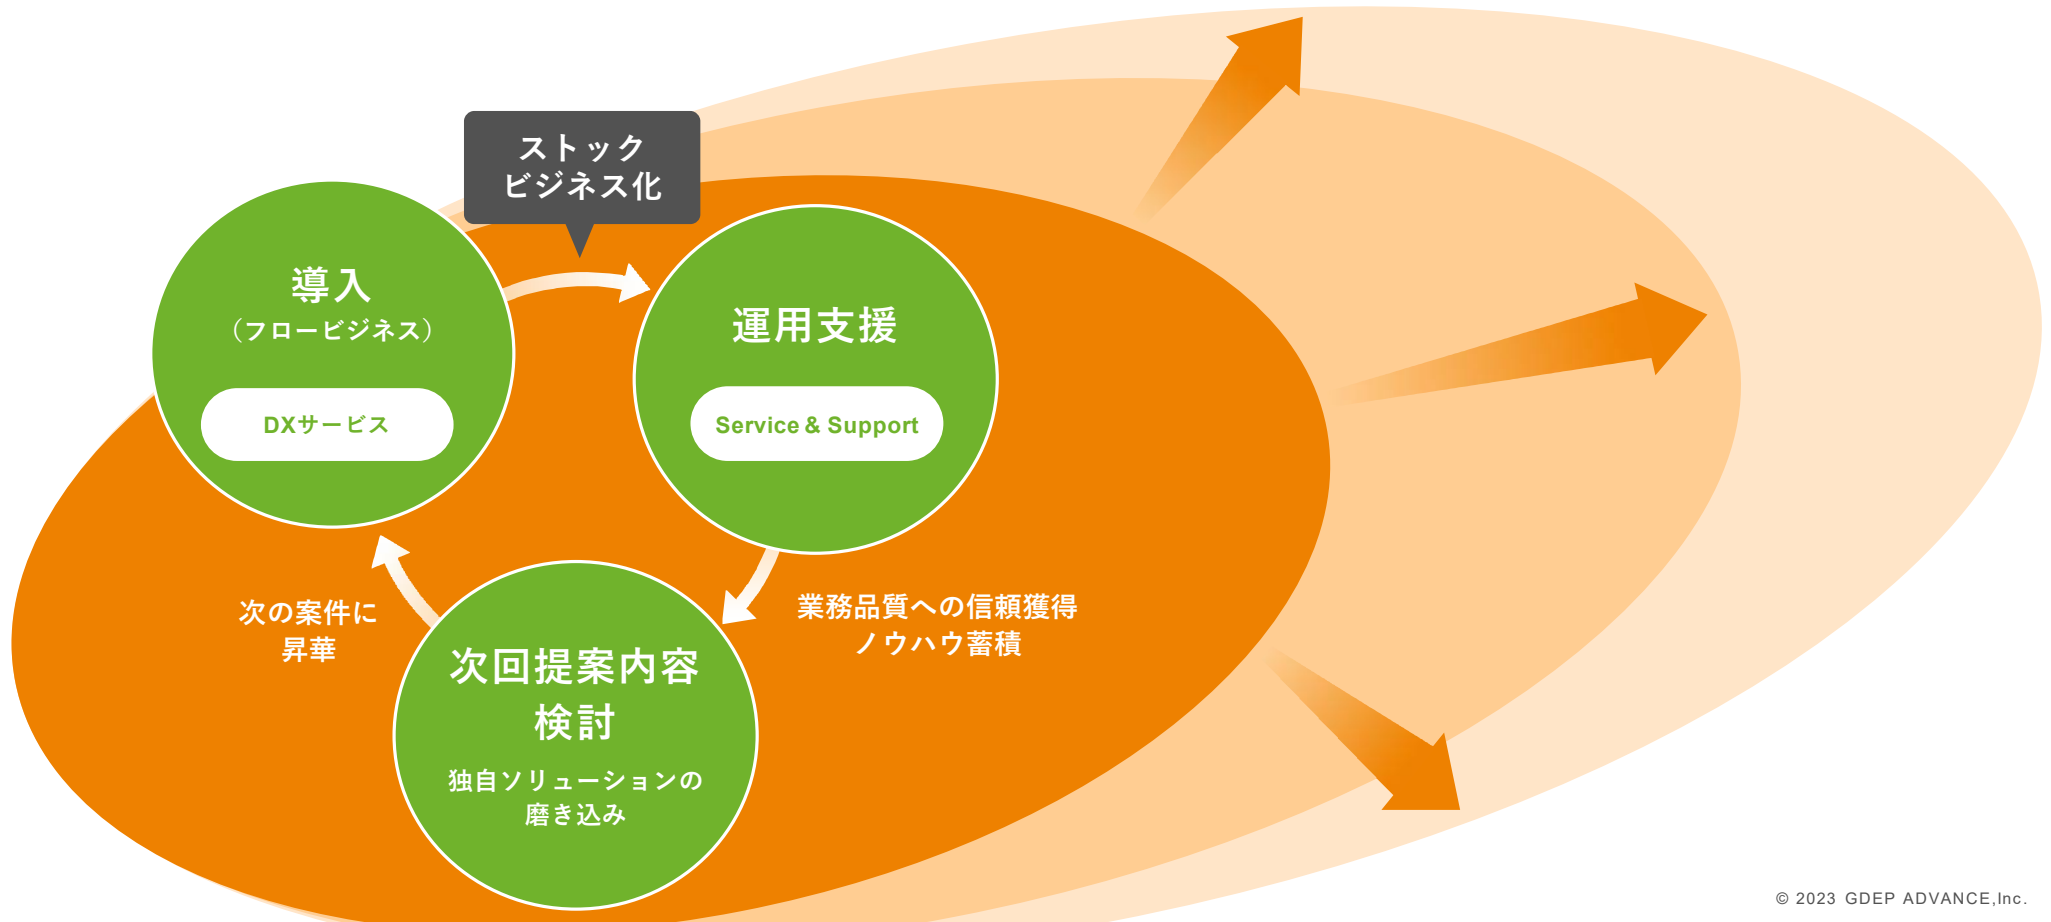 ストック
ビジネス化
導入
（フロービジネス）
DXサービス
運用支援
Service & Support
次の案件に
昇華
業務品質への信頼獲得
ノウハウ蓄積
次回提案内容
検討
独自ソリューションの
磨き込み
© 2023 GDEP ADVANCE,Inc.